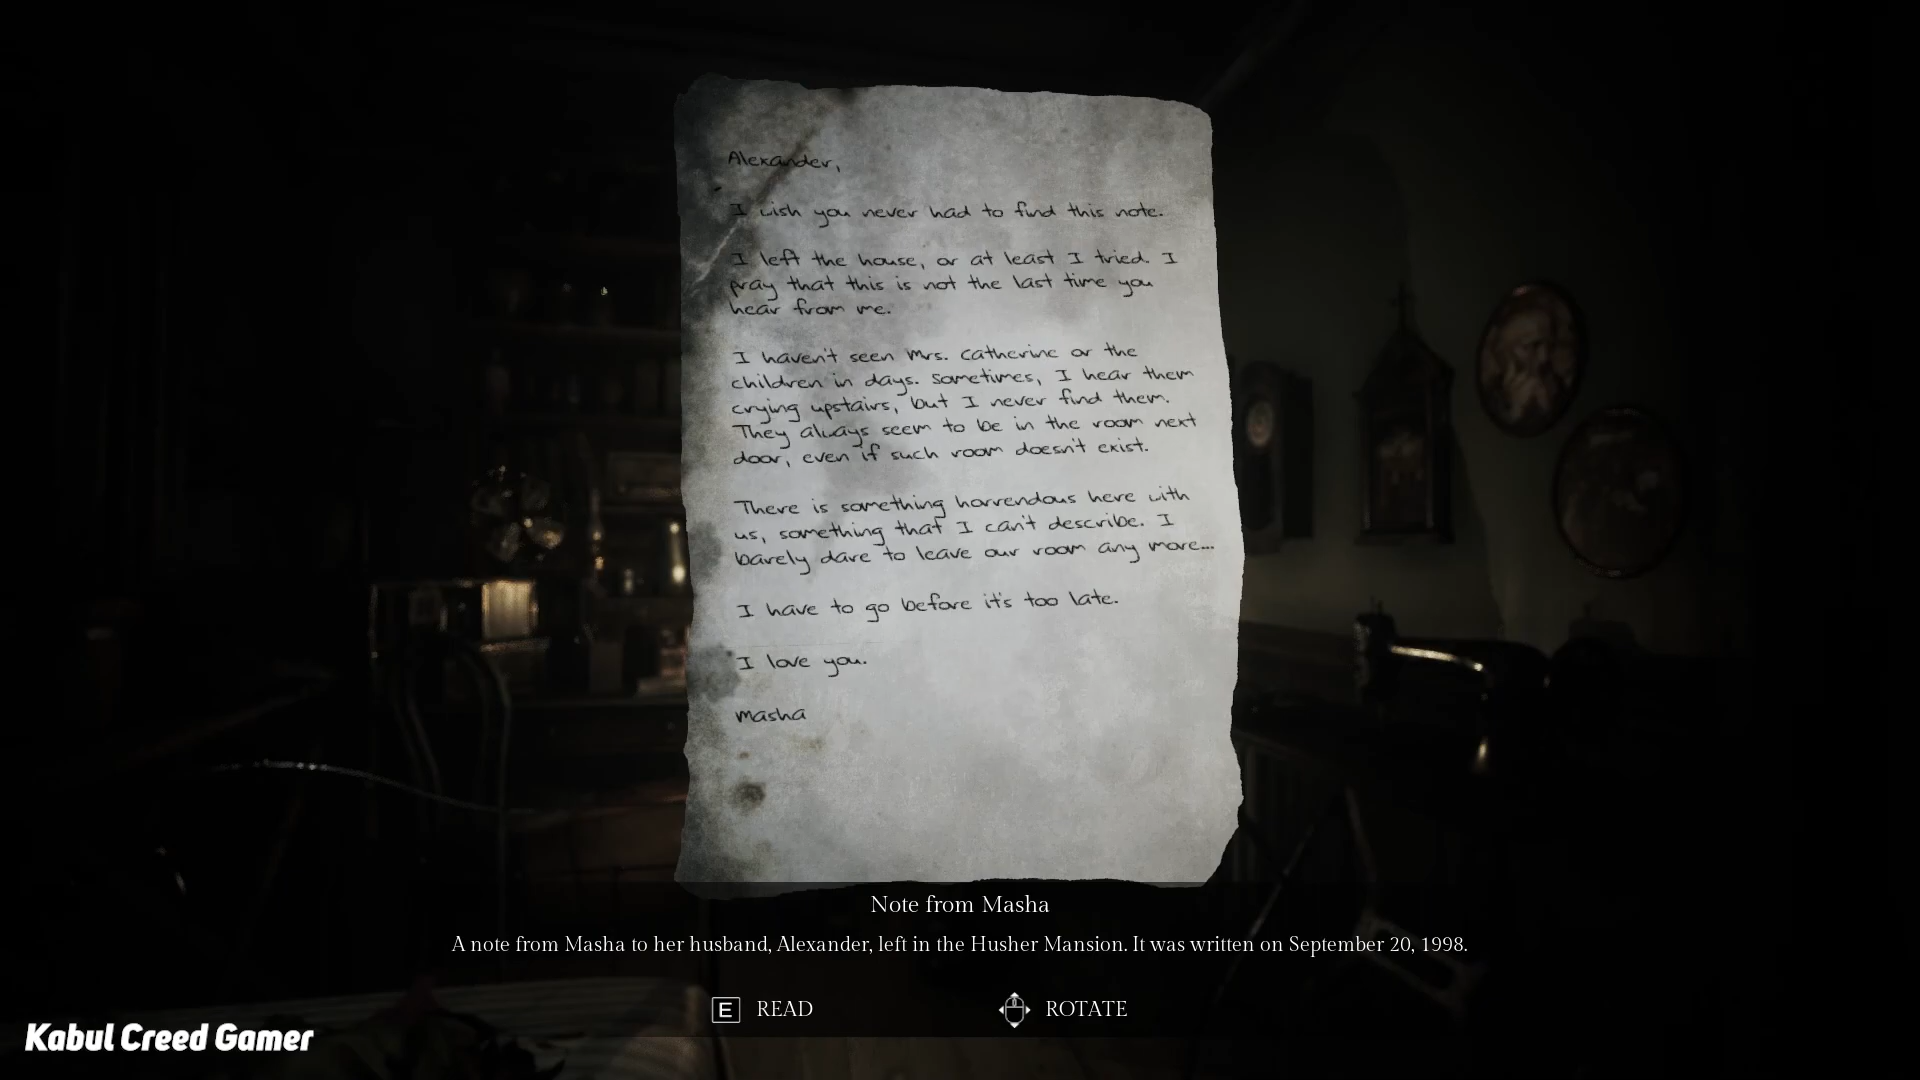 Alexander,
I wish you never had to find this note.
I left the house, or at least I tried. I
pray that this is not the last time you
hear from me.
I haven't seen Mrs. Catherine or the
children in days. Sometimes, I hear them
crying upstairs, but I never find them.
They always seem to be in the room next
door, even if such room doesn't exist.
There is something horrendous here with
us, something that I can't describe. I
barely dare to leave our room any more...
I have to go before it's too late.
I love you.
Masha
Note from Masha
A note from Masha to her husband, Alexander, left in the Husher Mansion. It was written on September 20, 1998.
E READ ROTATE
Kabul Creed Gamer